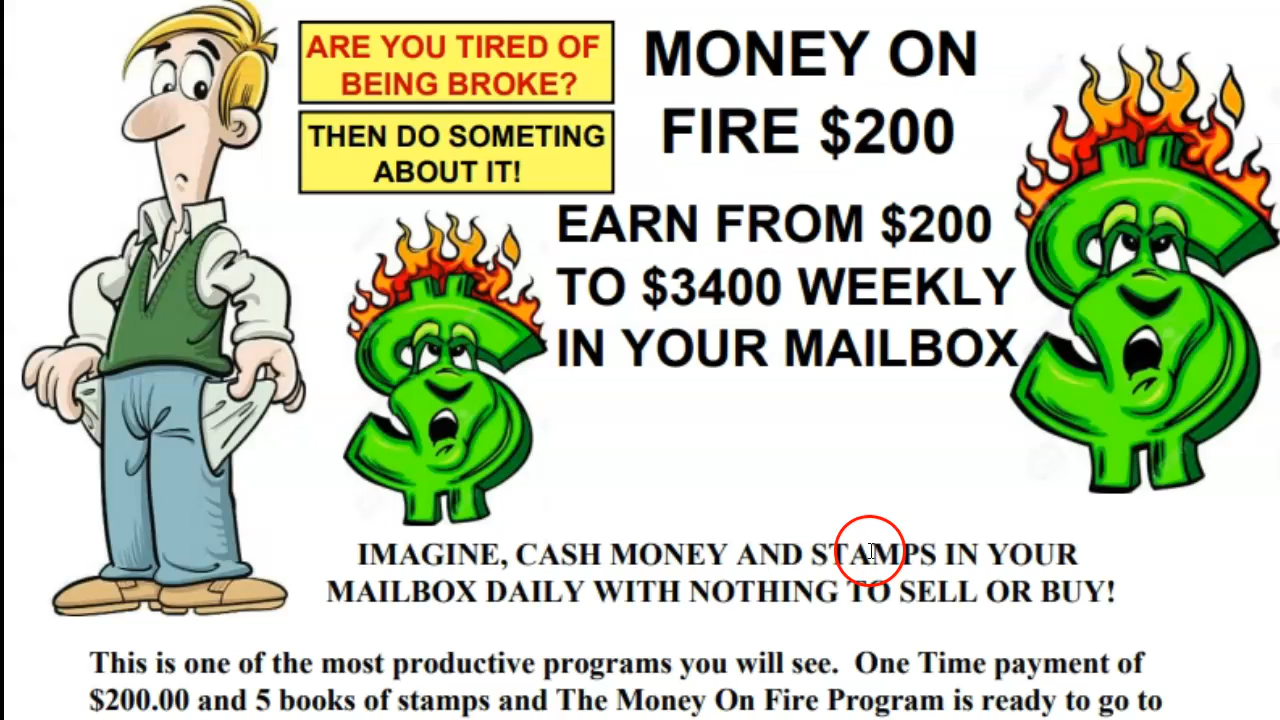 ARE YOU TIRED OF
BEING BROKE?
THEN DO SOMETING
ABOUT IT!
MONEY ON
FIRE $200
EARN FROM $200
TO $3400 WEEKLY
IN YOUR MAILBOX
IMAGINE, CASH MONEY AND STAMPS IN YOUR
MAILBOX DAILY WITH NOTHING TO SELL OR BUY!
This is one of the most productive programs you will see.  One Time payment of
$200.00 and 5 books of stamps and The Money On Fire Program is ready to go to